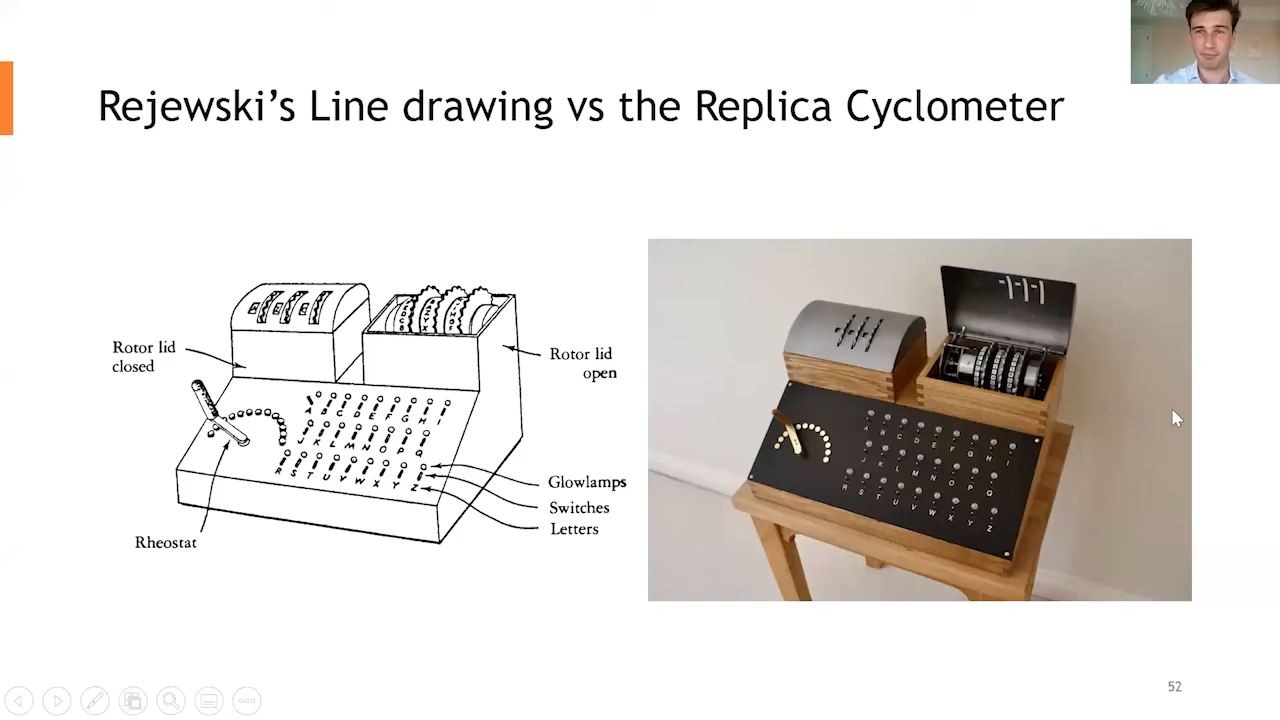 Rejewski's Line drawing vs the Replica Cyclometer
Rotor lid
closed
Rotor lid
open
A B C D E F G H I
J K L M N O P Q
R S T U V W X Y Z
Glowlamps
Switches
Letters
Rheostat
A B C D E F G H I
J K L M N O P Q
R S T U V W X Y Z
52